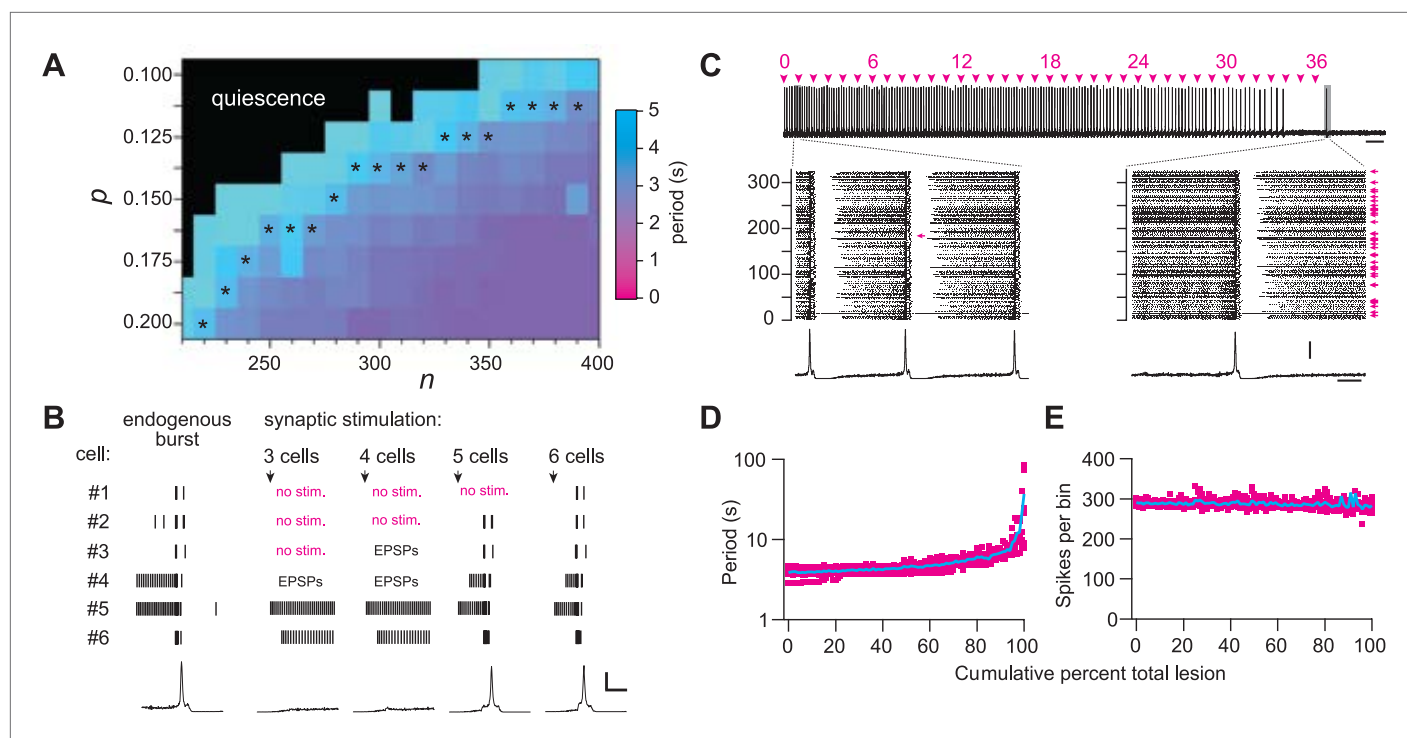 A
0.100
0.125
0.150
0.175
0.200
p
quiescence
* * * *
* * *
* * * *
*
* * *
*
*
*
250
300
350
400
n
5
4
3
2
1
0
period (s)
B
endogenous burst
synaptic stimulation:
cell:
3 cells
4 cells
5 cells
6 cells
#1
no stim.
no stim.
no stim.
#2
no stim.
no stim.
#3
no stim.
EPSPs
#4
EPSPs
EPSPs
#5
#6
C
0
6
12
18
24
30
36
300
200
100
0
D
Period (s)
100
10
1
0
20
40
60
80
100
E
Spikes per bin
400
300
200
100
0
0
20
40
60
80
100
Cumulative percent total lesion